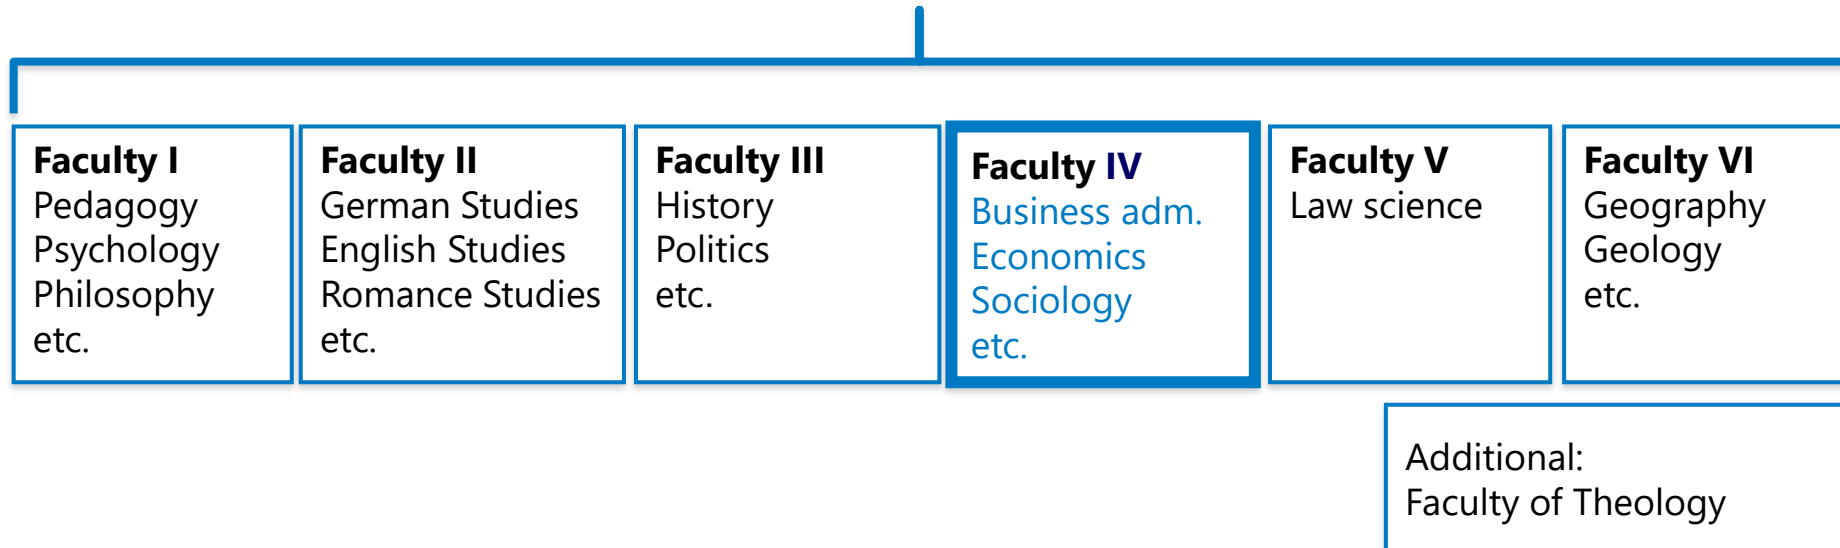 Faculty I
Pedagogy
Psychology
Philosophy
etc.
Faculty II
German Studies
English Studies
Romance Studies
etc.
Faculty III
History
Politics
etc.
Faculty IV
Business adm.
Economics
Sociology
etc.
Faculty V
Law science
Faculty VI
Geography
Geology
etc.
Additional:
Faculty of Theology